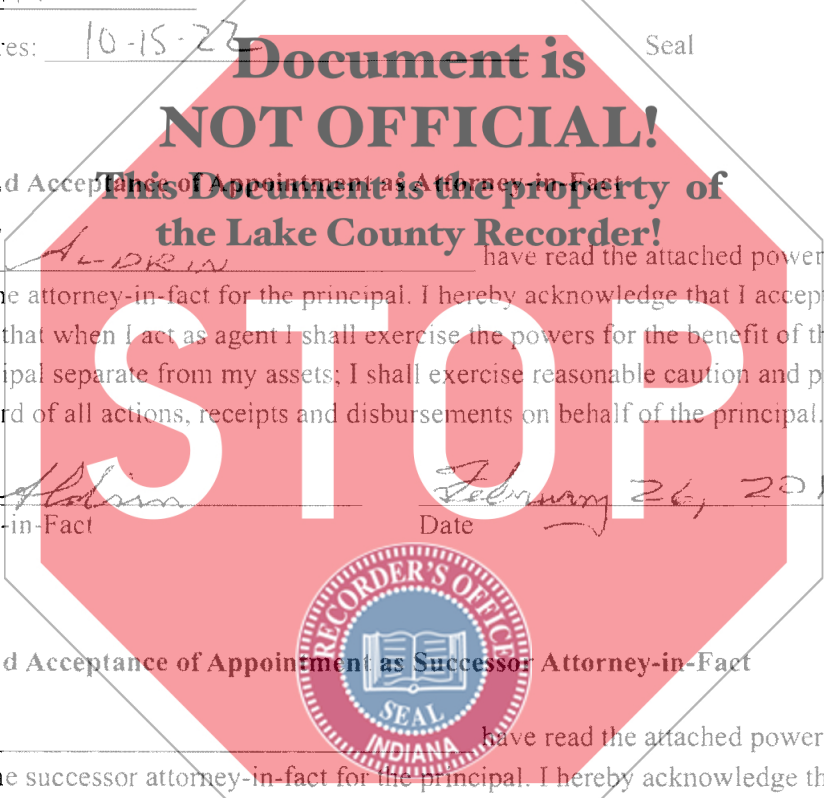 res: 10-15-22 Seal
Document is
NOT OFFICIAL!
d Acceptance of Appointment as Attorney-in-Fact
This Document is the property of
the Lake County Recorder!
ALDRIN have read the attached power
e attorney-in-fact for the principal. I hereby acknowledge that I accep
that when I act as agent I shall exercise the powers for the benefit of th
ipal separate from my assets; I shall exercise reasonable caution and p
rd of all actions, receipts and disbursements on behalf of the principal.
STOP
Aldrin February 26, 201
-in-Fact Date
RECORDER'S OFFICE
SEAL
INDIANA
d Acceptance of Appointment as Successor Attorney-in-Fact
have read the attached power
e successor attorney-in-fact for the principal. I hereby acknowledge th